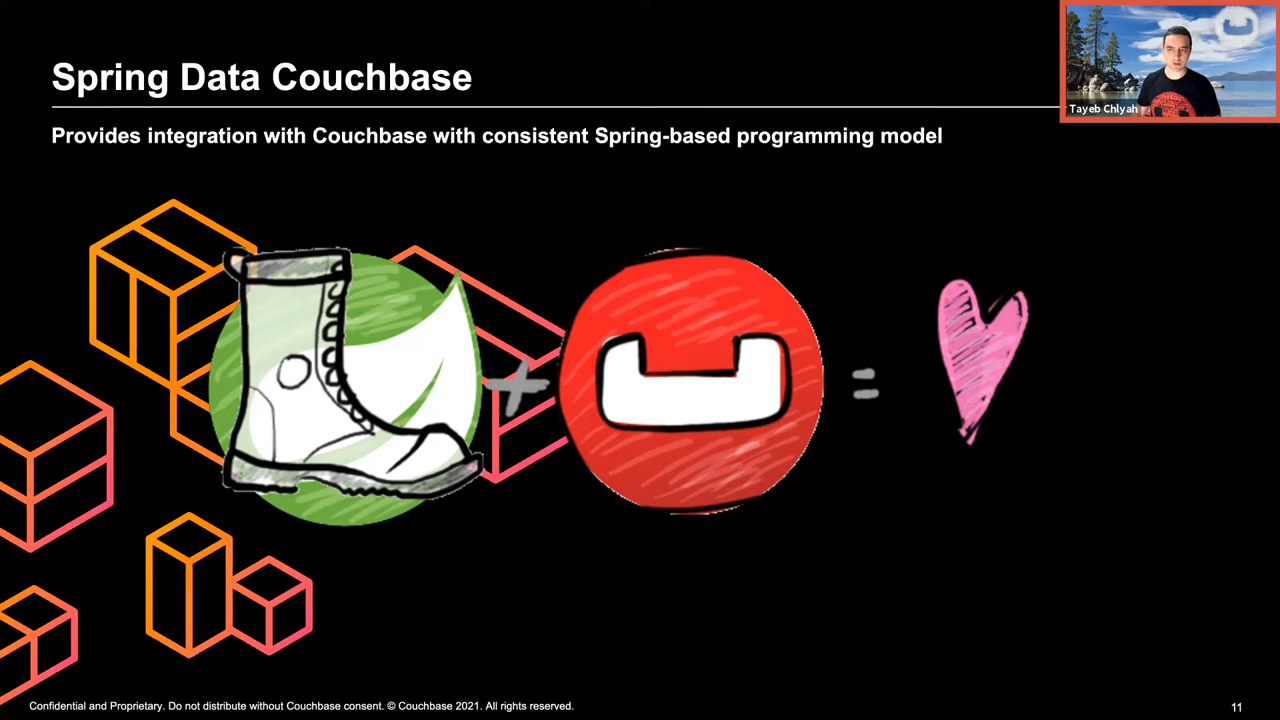 Spring Data Couchbase
Tayeb Chlyah
Provides integration with Couchbase with consistent Spring-based programming model
+
=
Confidential and Proprietary. Do not distribute without Couchbase consent. © Couchbase 2021. All rights reserved.
11